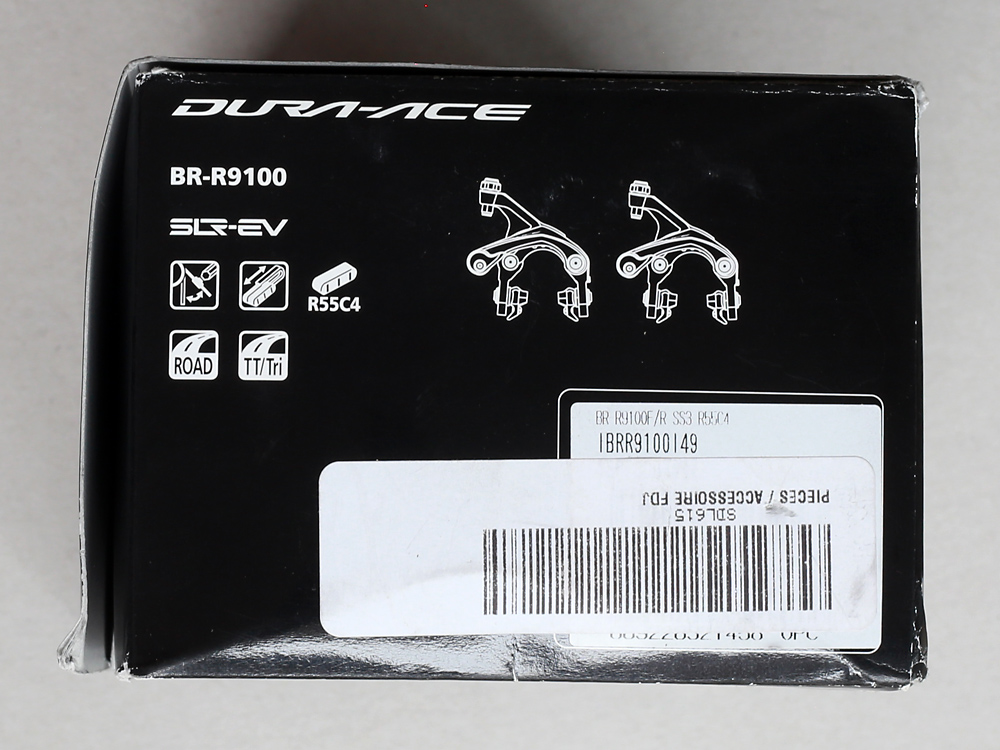 DURA-ACE
BR-R9100
SLR-EV
R55C4
ROAD
TT/Tri
BR R9100F/R SS3 R55C4
IBRR9100149
PIECES / ACCESSOIRE FDJ
SDL615